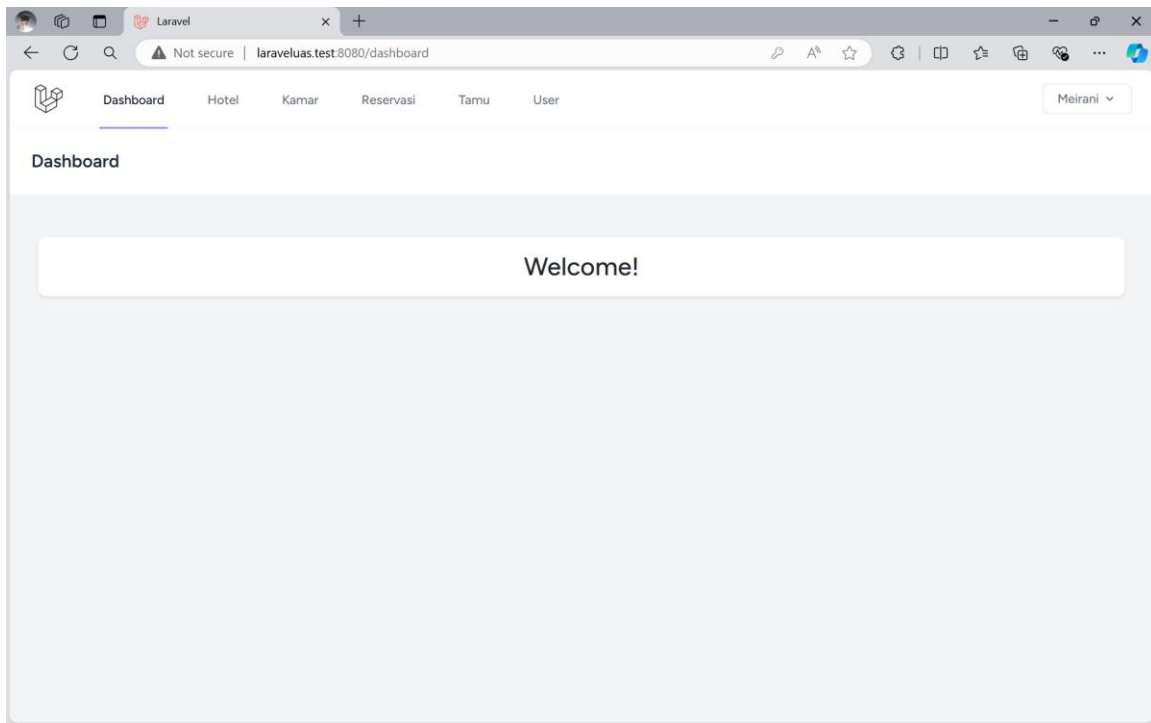 Laravel
Not secure | laraveluas.test:8080/dashboard
Dashboard Hotel Kamar Reservasi Tamu User Meirani
Dashboard
Welcome!